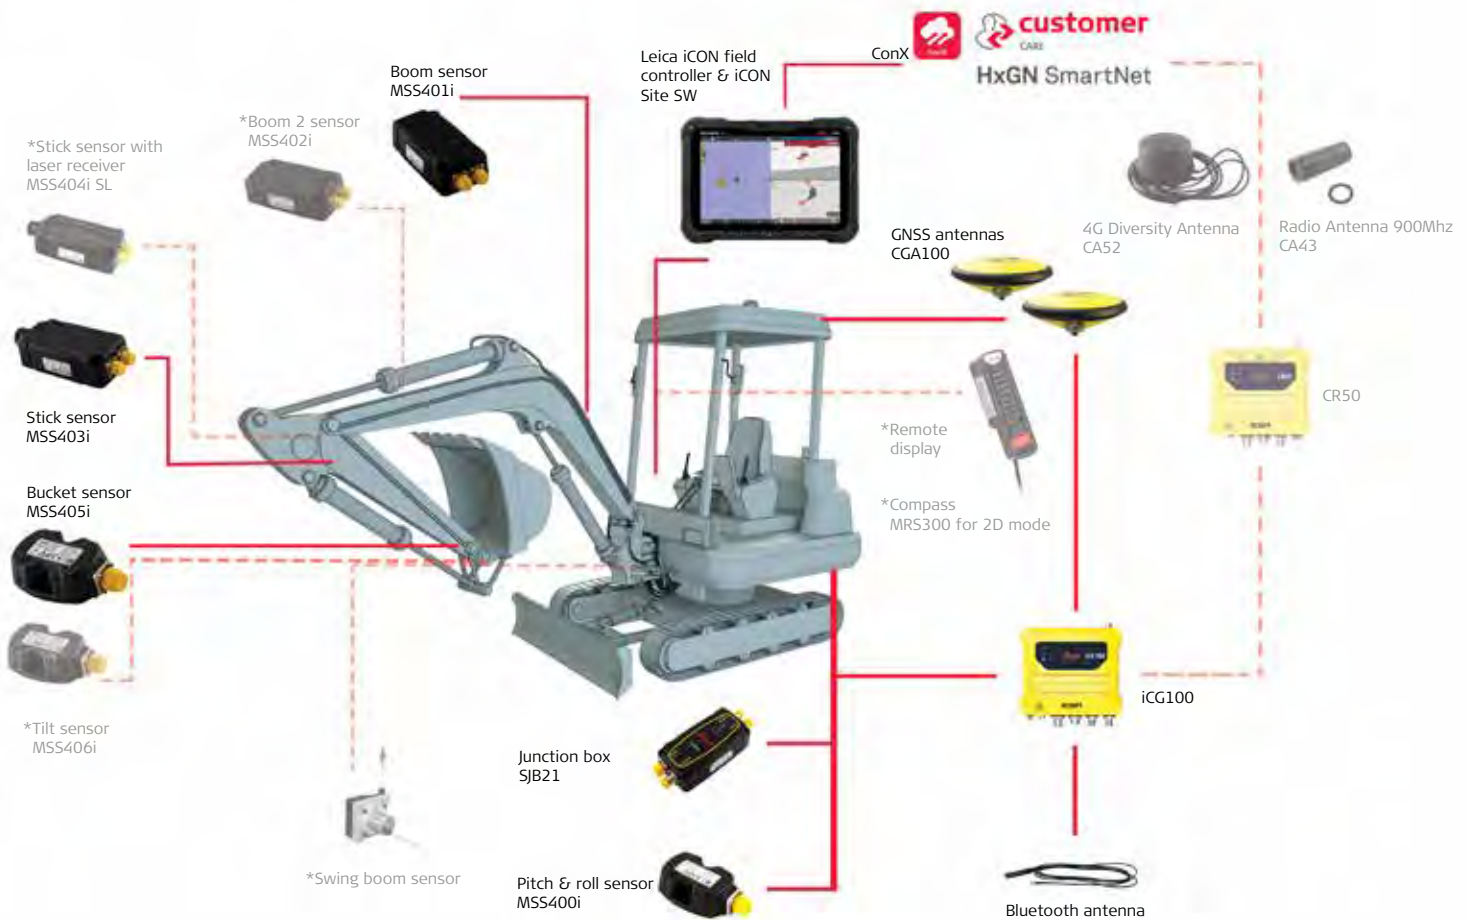 ConX
customer
CARE
HxGN SmartNet
Leica iCON field
controller & iCON
Site SW
Boom sensor
MSS401i
*Boom 2 sensor
MSS402i
*Stick sensor with
laser receiver
MSS404i SL
GNSS antennas
CGA100
4G Diversity Antenna
CA52
Radio Antenna 900Mhz
CA43
CR50
Stick sensor
MSS403i
*Remote
display
Bucket sensor
MSS405i
*Compass
MRS300 for 2D mode
iCG100
*Tilt sensor
MSS406i
Junction box
SJB21
*Swing boom sensor
Pitch & roll sensor
MSS400i
Bluetooth antenna